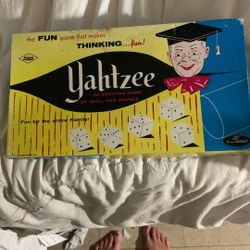 the FUN game that makes
THINKING...fun!
Yahtzee
AN EXCITING GAME
OF SKILL AND CHANCE
Fun for the entire Family!